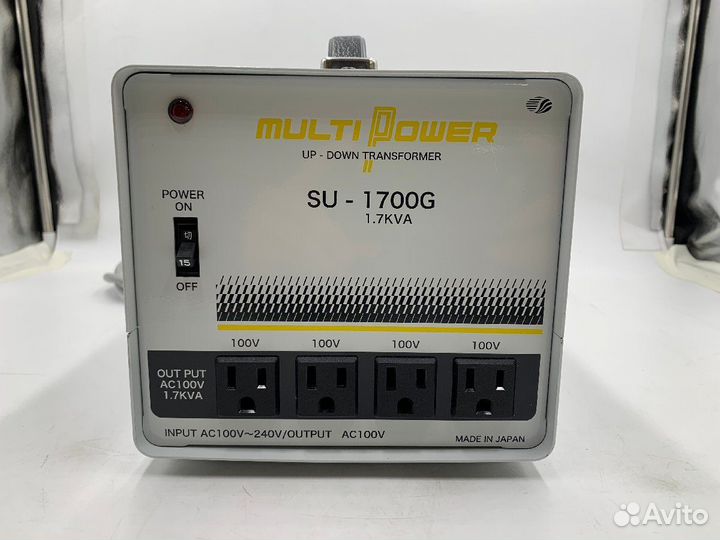 MULTI POWER
UP - DOWN TRANSFORMER
SU - 1700G
1.7KVA
POWER
ON
切
15
OFF
100V 100V 100V 100V
OUT PUT
AC100V
1.7KVA
INPUT AC100V～240V/OUTPUT AC100V
MADE IN JAPAN
Avito